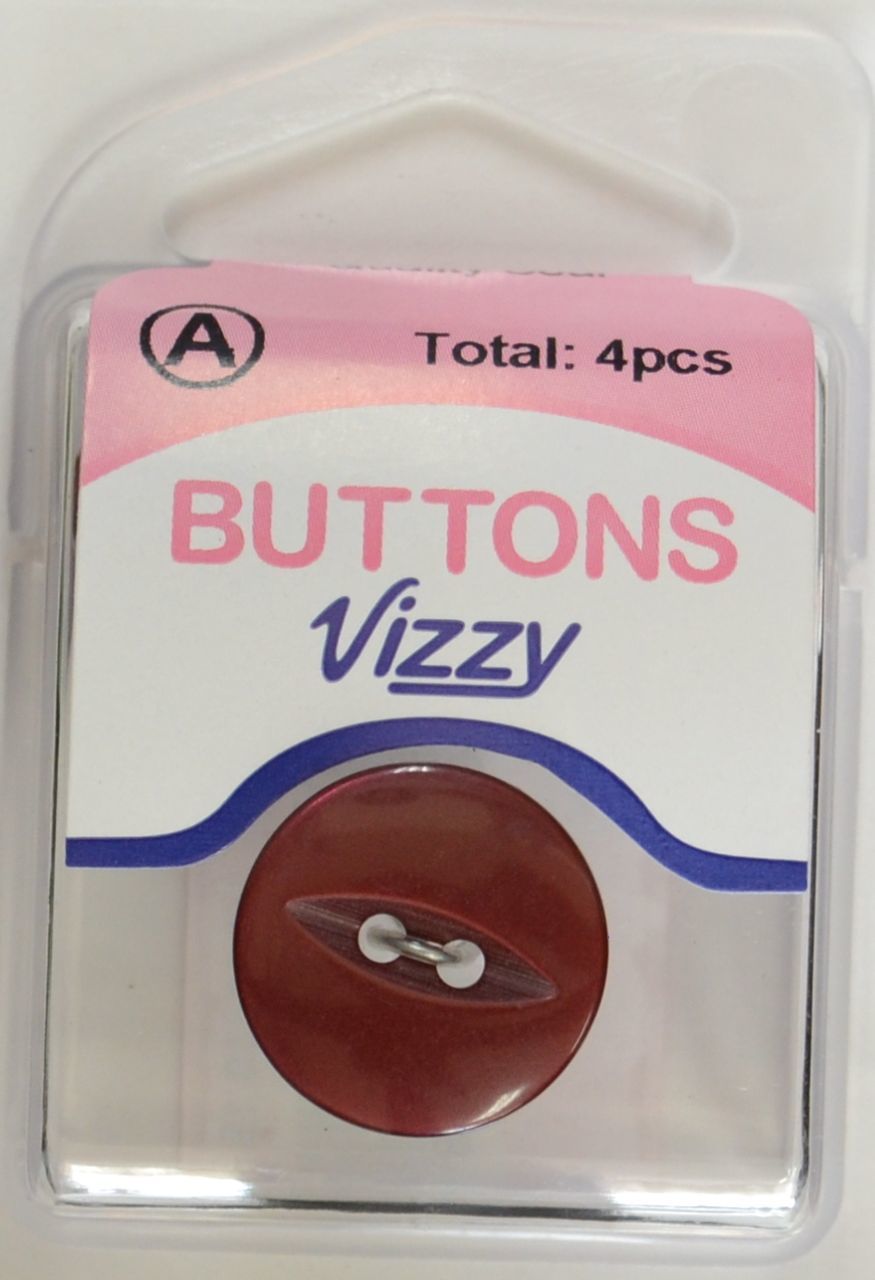 A
Total: 4pcs
BUTTONS
Vizzy